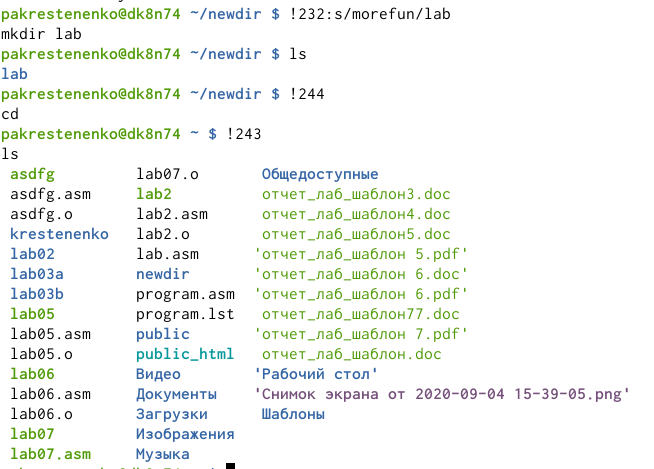 pakrestenenko@dk8n74 ~/newdir $ !232:s/morefun/lab
mkdir lab
pakrestenenko@dk8n74 ~/newdir $ ls
lab
pakrestenenko@dk8n74 ~/newdir $ !244
cd
pakrestenenko@dk8n74 ~ $ !243
ls
asdfg lab07.o Общедоступные
asdfg.asm lab2 отчет_лаб_шаблон3.doc
asdfg.o lab2.asm отчет_лаб_шаблон4.doc
krestenenko lab2.o отчет_лаб_шаблон5.doc
lab02 lab.asm 'отчет_лаб_шаблон 5.pdf'
lab03a newdir 'отчет_лаб_шаблон 6.doc'
lab03b program.asm 'отчет_лаб_шаблон 6.pdf'
lab05 program.lst отчет_лаб_шаблон77.doc
lab05.asm public 'отчет_лаб_шаблон 7.pdf'
lab05.o public_html отчет_лаб_шаблон.doc
lab06 Видео 'Рабочий стол'
lab06.asm Документы 'Снимок экрана от 2020-09-04 15-39-05.png'
lab06.o Загрузки Шаблоны
lab07 Изображения
lab07.asm Музыка